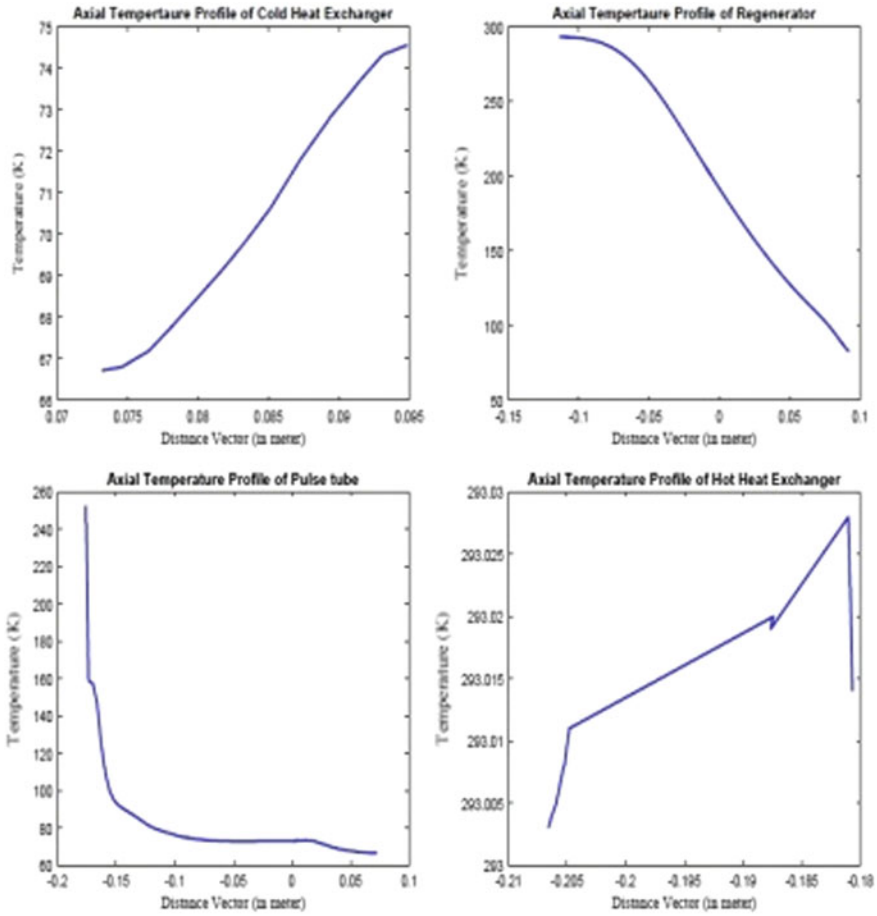 Axial Tempertaure Profile of Cold Heat Exchanger
75
74
73
72
71
70
69
68
67
66
Temperature (K)
0.07 0.075 0.08 0.085 0.09 0.095
Distance Vector (in meter)
Axial Temperature Profile of Regenerator
300
250
200
150
100
50
Temperature (K)
-0.15 -0.1 -0.05 0 0.05 0.1
Distance Vector (in meter)
Axial Temperature Profile of Pulse tube
260
240
220
200
180
160
140
120
100
80
60
Temperature (K)
-0.2 -0.15 -0.1 -0.05 0 0.05 0.1
Distance Vector (in meter)
Axial Temperature Profile of Hot Heat Exchanger
293.03
293.025
293.02
293.015
293.01
293.005
293
Temperature (K)
-0.21 -0.205 -0.2 -0.195 -0.19 -0.185 -0.18
Distance Vector (in meter)